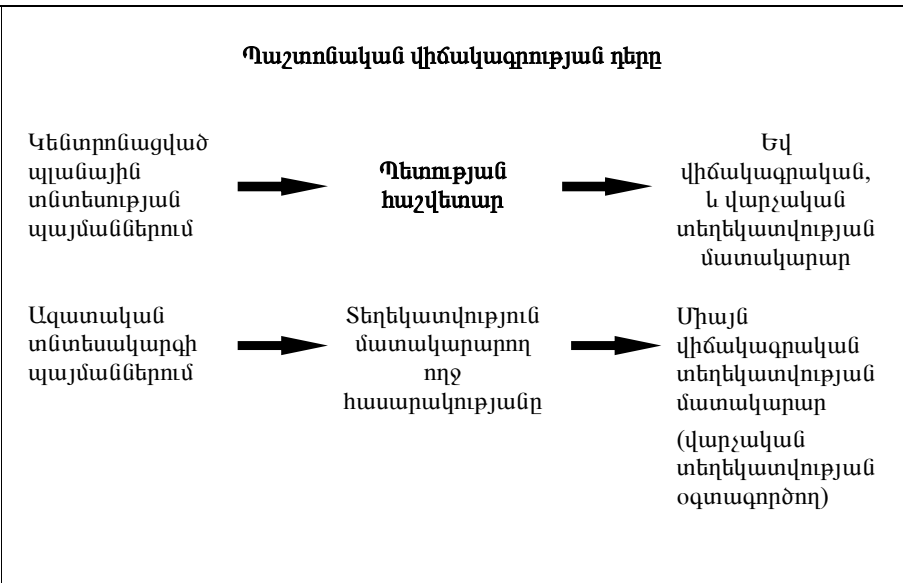 Պաշտոնական վիճակագրության դերը
Կենտրոնացված
պլանային
տնտեսության
պայմաններում
Պետության
հաշվետար
Եվ
վիճակագրական,
և վարչական
տեղեկատվության
մատակարար
Ազատական
տնտեսակարգի
պայմաններում
Տեղեկատվություն
մատակարարող
ողջ
հասարակությանը
Միայն
վիճակագրական
տեղեկատվության
մատակարար
(վարչական
տեղեկատվության
օգտագործող)